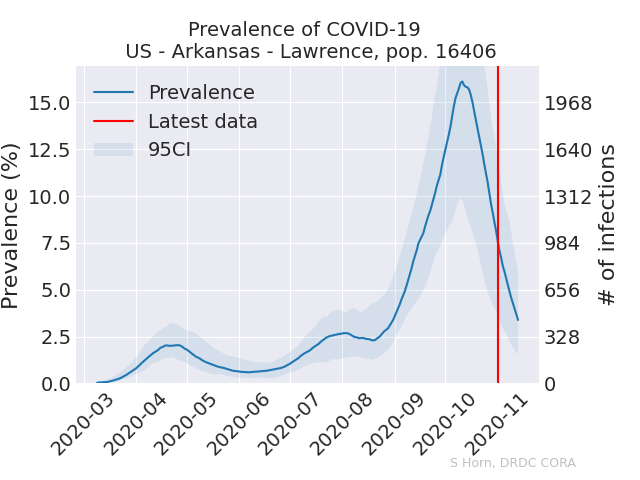 Prevalence of COVID-19
US - Arkansas - Lawrence, pop. 16406
Prevalence
Latest data
95CI
Prevalence (%)
15.0
12.5
10.0
7.5
5.0
2.5
0.0
1968
1640
1312
984
656
328
0
# of infections
2020-03
2020-04
2020-05
2020-06
2020-07
2020-08
2020-09
2020-10
2020-11
S Horn, DRDC CORA